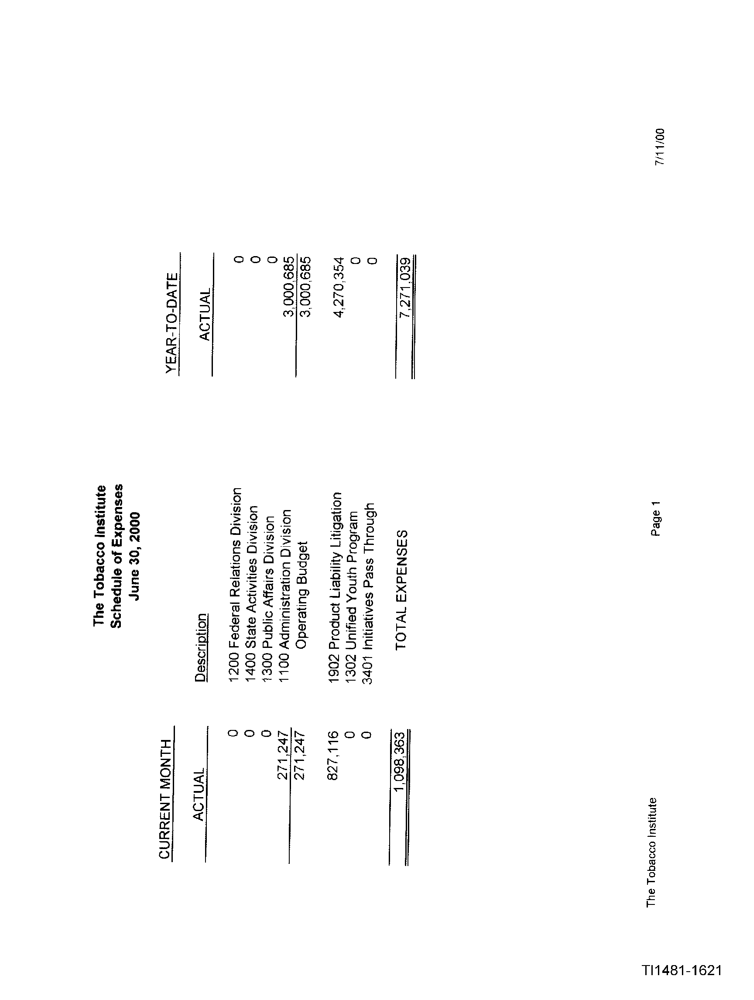 The Tobacco Institute
Schedule of Expenses
June 30, 2000
CURRENT MONTH YEAR-TO-DATE
ACTUAL Description ACTUAL
0 1200 Federal Relations Division 0
0 1400 State Activities Division 0
0 1300 Public Affairs Division 0
271,247 1100 Administration Division 3,000,685
271,247 Operating Budget 3,000,685
827,116 1902 Product Liability Litigation 4,270,354
0 1302 Unified Youth Program 0
0 3401 Initiatives Pass Through 0
1,098,363 TOTAL EXPENSES 7,271,039
The Tobacco Institute Page 1 7/11/00
TI1481-1621